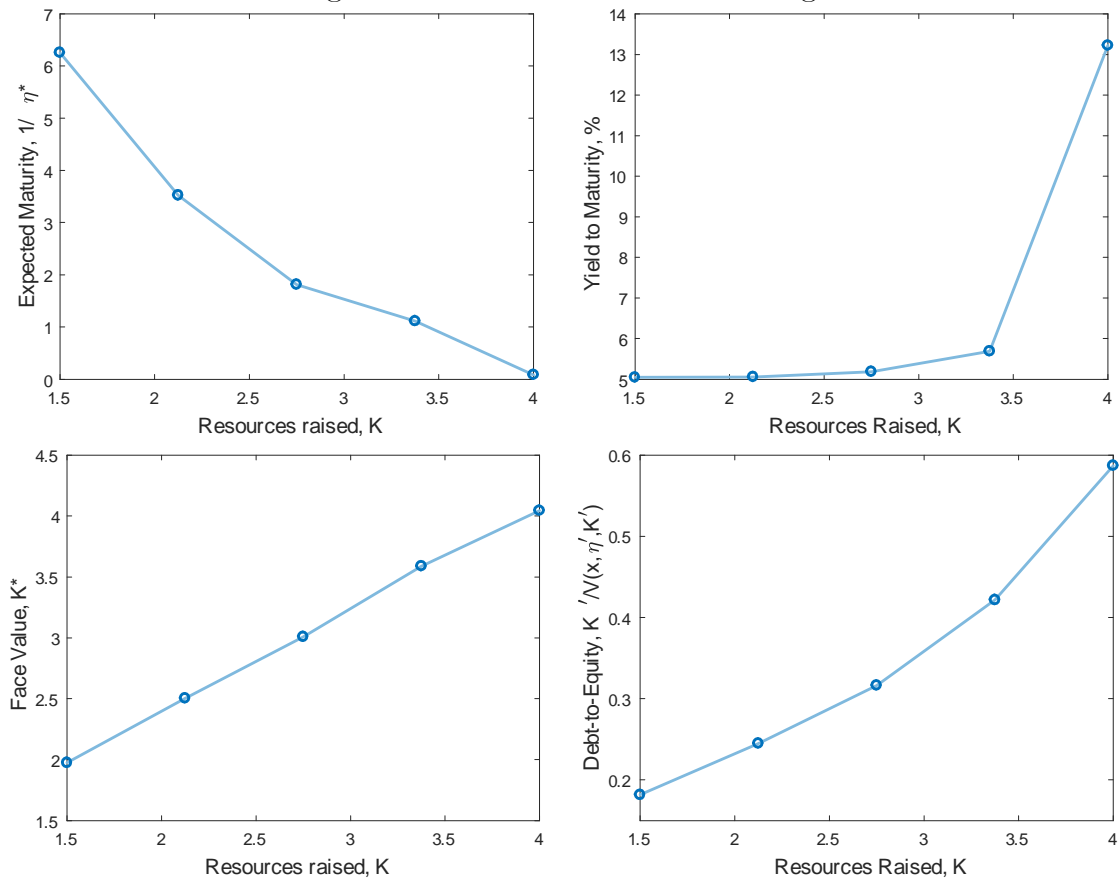 Expected Maturity, 1/ η*
7
6
5
4
3
2
1
0
1.5 2 2.5 3 3.5 4
Resources raised, K
Yield to Maturity, %
14
13
12
11
10
9
8
7
6
5
1.5 2 2.5 3 3.5 4
Resources Raised, K
Face Value, K*
4.5
4
3.5
3
2.5
2
1.5
1.5 2 2.5 3 3.5 4
Resources raised, K
Debt-to-Equity, K ′/V(x, η′,K′)
0.6
0.5
0.4
0.3
0.2
1.5 2 2.5 3 3.5 4
Resources Raised, K